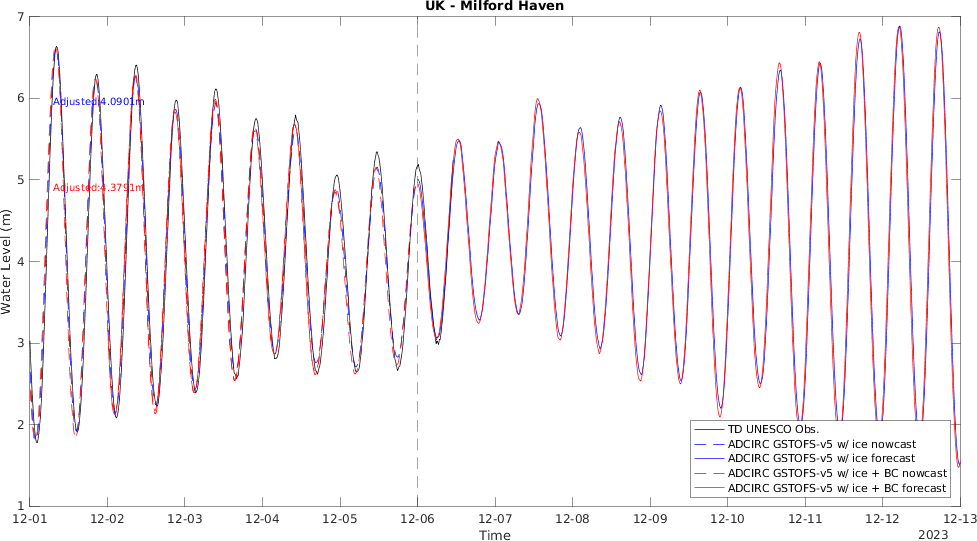 UK - Milford Haven
7
6
5
4
3
2
1
Water Level (m)
Adjusted:4.0901m
Adjusted:4.3791m
TD UNESCO Obs.
ADCIRC GSTOFS-v5 w/ ice nowcast
ADCIRC GSTOFS-v5 w/ ice forecast
ADCIRC GSTOFS-v5 w/ ice + BC nowcast
ADCIRC GSTOFS-v5 w/ ice + BC forecast
12-01 12-02 12-03 12-04 12-05 12-06 12-07 12-08 12-09 12-10 12-11 12-12 12-13
Time
2023